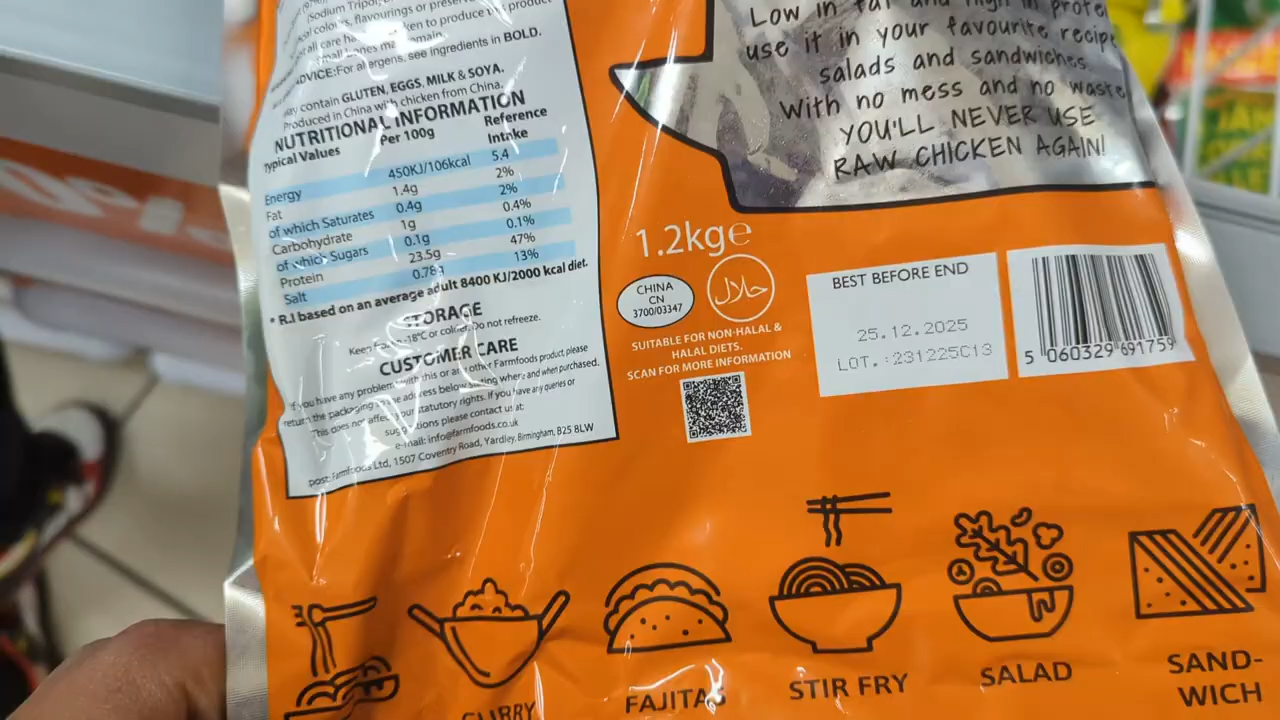 (Sodium Tripol
flavourings or preserv
ken to produce the product
all care ha
small bones ma remain.
ADVICE:For allergens, see ingredients in BOLD.
may contain GLUTEN, EGGS, MILK & SOYA.
Produced in China with chicken from China.
NUTRITIONAL INFORMATION
Typical Values Per 100g Reference Intake
Energy 450KJ/106kcal 5.4
Fat 1.4g 2%
of which Saturates 0.4g 2%
Carbohydrate 1g 0.4%
of which Sugars 0.1g 0.1%
Protein 23.5g 47%
Salt 0.78g 13%
* R.I based on an average adult 8400 KJ/2000 kcal diet.
STORAGE
Keep -18°C or colder. Do not refreeze.
CUSTOMER CARE
If you have any problem with this or any other Farmfoods product, please
return the packaging to the address below stating where and when purchased.
This does not affect your statutory rights. If you have any queries or
suggestions please contact us at:
e-mail: info@farmfoods.co.uk
post: Farmfoods Ltd, 1507 Coventry Road, Yardley, Birmingham, B25 8LW
Low in fat and high in prote
use it in your favourite recipe
salads and sandwiches.
With no mess and no waste
YOU'LL NEVER USE
RAW CHICKEN AGAIN!
1.2kg℮
CHINA
CN
3700/03347
حلال
SUITABLE FOR NON-HALAL &
HALAL DIETS.
SCAN FOR MORE INFORMATION
BEST BEFORE END
25.12.2025
LOT.:231225C13
5 060329 691759
CURRY
FAJITAS
STIR FRY
SALAD
SAND-
WICH